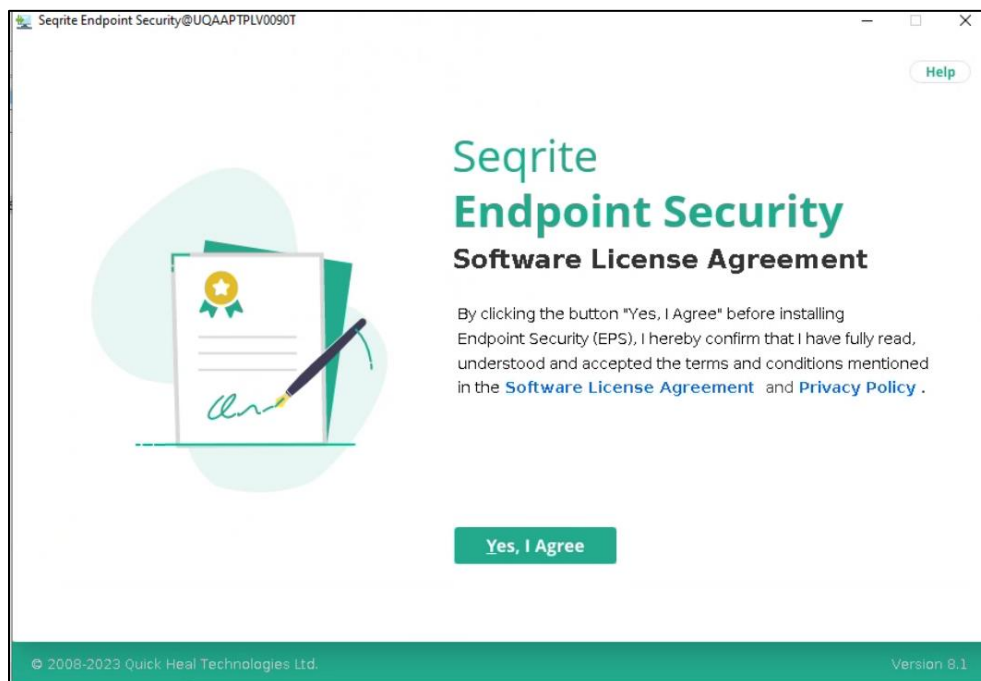 Seqrite Endpoint Security@UQAAPTPLV0090T
Help
Seqrite
Endpoint Security
Software License Agreement
By clicking the button "Yes, I Agree" before installing
Endpoint Security (EPS), I hereby confirm that I have fully read,
understood and accepted the terms and conditions mentioned
in the Software License Agreement and Privacy Policy .
Yes, I Agree
© 2008-2023 Quick Heal Technologies Ltd.
Version 8.1